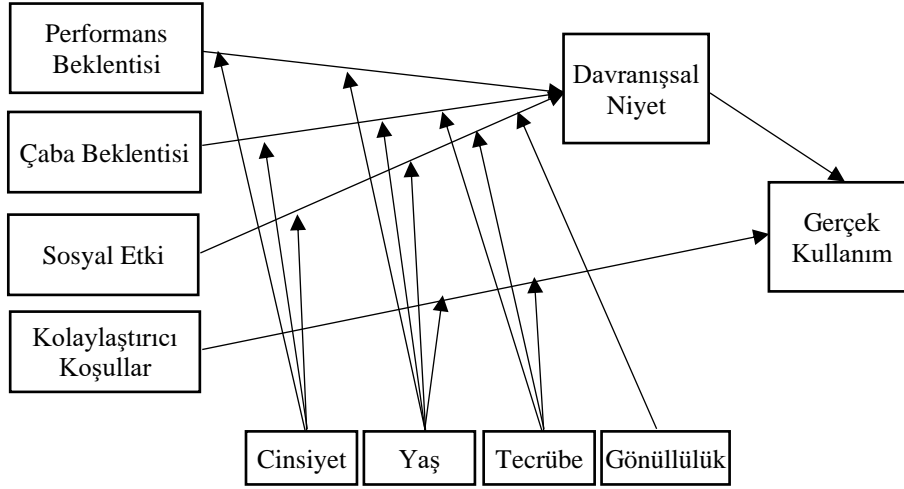 Performans
Beklentisi
Çaba Beklentisi
Sosyal Etki
Kolaylaştırıcı
Koşullar
Davranışsal
Niyet
Gerçek
Kullanım
Cinsiyet
Yaş
Tecrübe
Gönüllülük